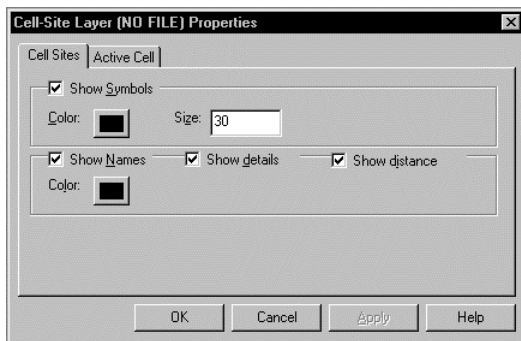 Cell-Site Layer (NO FILE) Properties
Cell Sites Active Cell
Show Symbols
Color: Size: 30
Show Names Show details Show distance
Color:
OK Cancel Apply Help